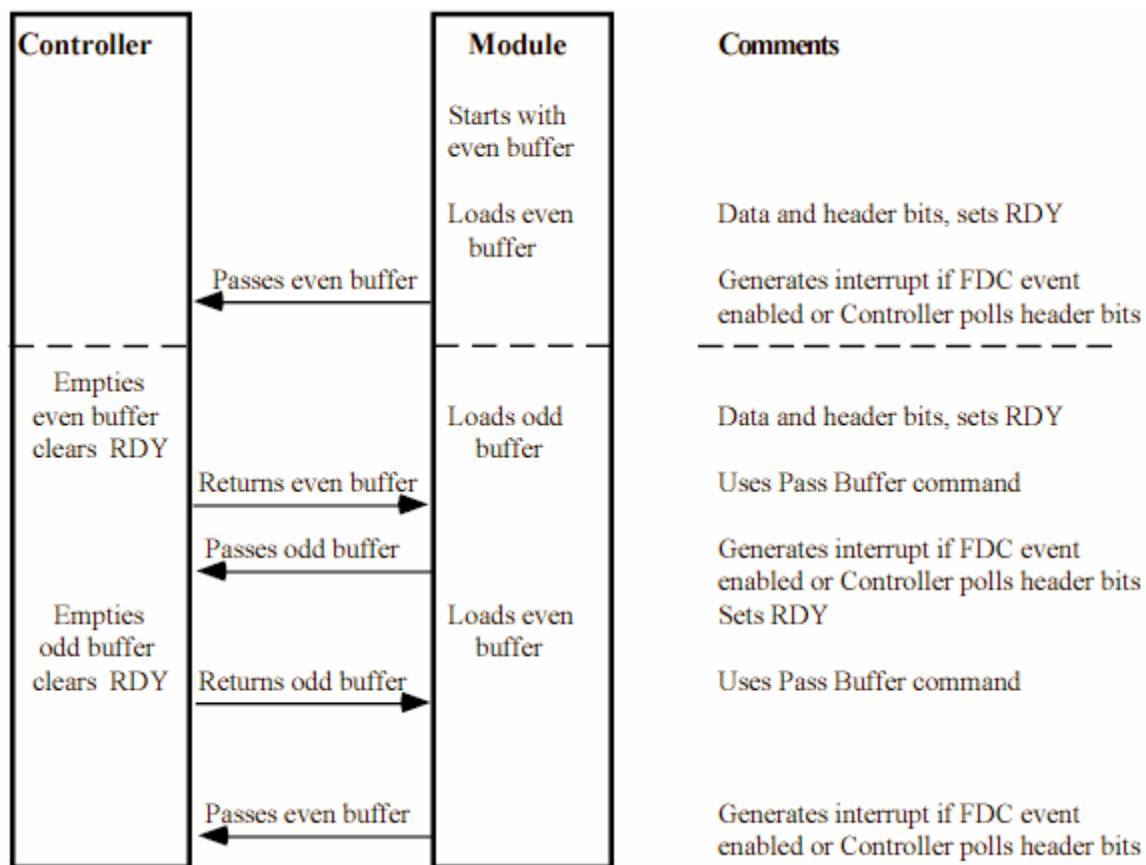 Controller
Module
Comments
Starts with
even buffer
Loads even
buffer
Data and header bits, sets RDY
Passes even buffer
Generates interrupt if FDC event
enabled or Controller polls header bits
Empties
even buffer
clears RDY
Loads odd
buffer
Data and header bits, sets RDY
Returns even buffer
Uses Pass Buffer command
Passes odd buffer
Generates interrupt if FDC event
enabled or Controller polls header bits
Empties
odd buffer
clears RDY
Loads even
buffer
Sets RDY
Returns odd buffer
Uses Pass Buffer command
Passes even buffer
Generates interrupt if FDC event
enabled or Controller polls header bits